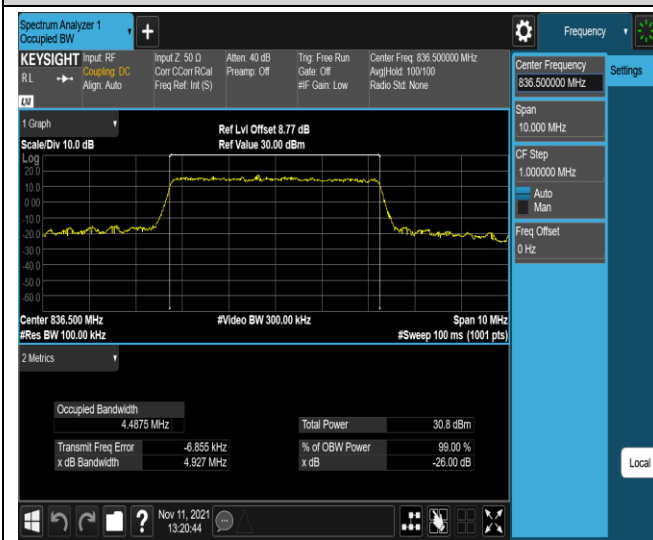 Spectrum Analyzer 1
Occupied BW
+
Frequency
KEYSIGHT
R L
LXI
Input: RF
Coupling: DC
Align: Auto
Input Z: 50 Ω
Corr CCorr RCal
Freq Ref: Int (S)
Atten: 40 dB
Preamp: Off
Trig: Free Run
Gate: Off
#IF Gain: Low
Center Freq: 836.500000 MHz
Avg|Hold: 100/100
Radio Std: None
Center Frequency
836.500000 MHz
Settings
Span
10.000 MHz
CF Step
1.000000 MHz
Auto
Man
Freq Offset
0 Hz
1 Graph
Scale/Div 10.0 dB
Ref Lvl Offset 8.77 dB
Ref Value 30.00 dBm
Log
20.0
10.0
0.00
-10.0
-20.0
-30.0
-40.0
-50.0
-60.0
Center 836.500 MHz
#Res BW 100.00 kHz
#Video BW 300.00 kHz
Span 10 MHz
#Sweep 100 ms (1001 pts)
2 Metrics
Occupied Bandwidth
4.4875 MHz
Total Power 30.8 dBm
Transmit Freq Error -6.855 kHz
% of OBW Power 99.00 %
x dB Bandwidth 4.927 MHz
x dB -26.00 dB
Local
?
Nov 11, 2021
13:20:44